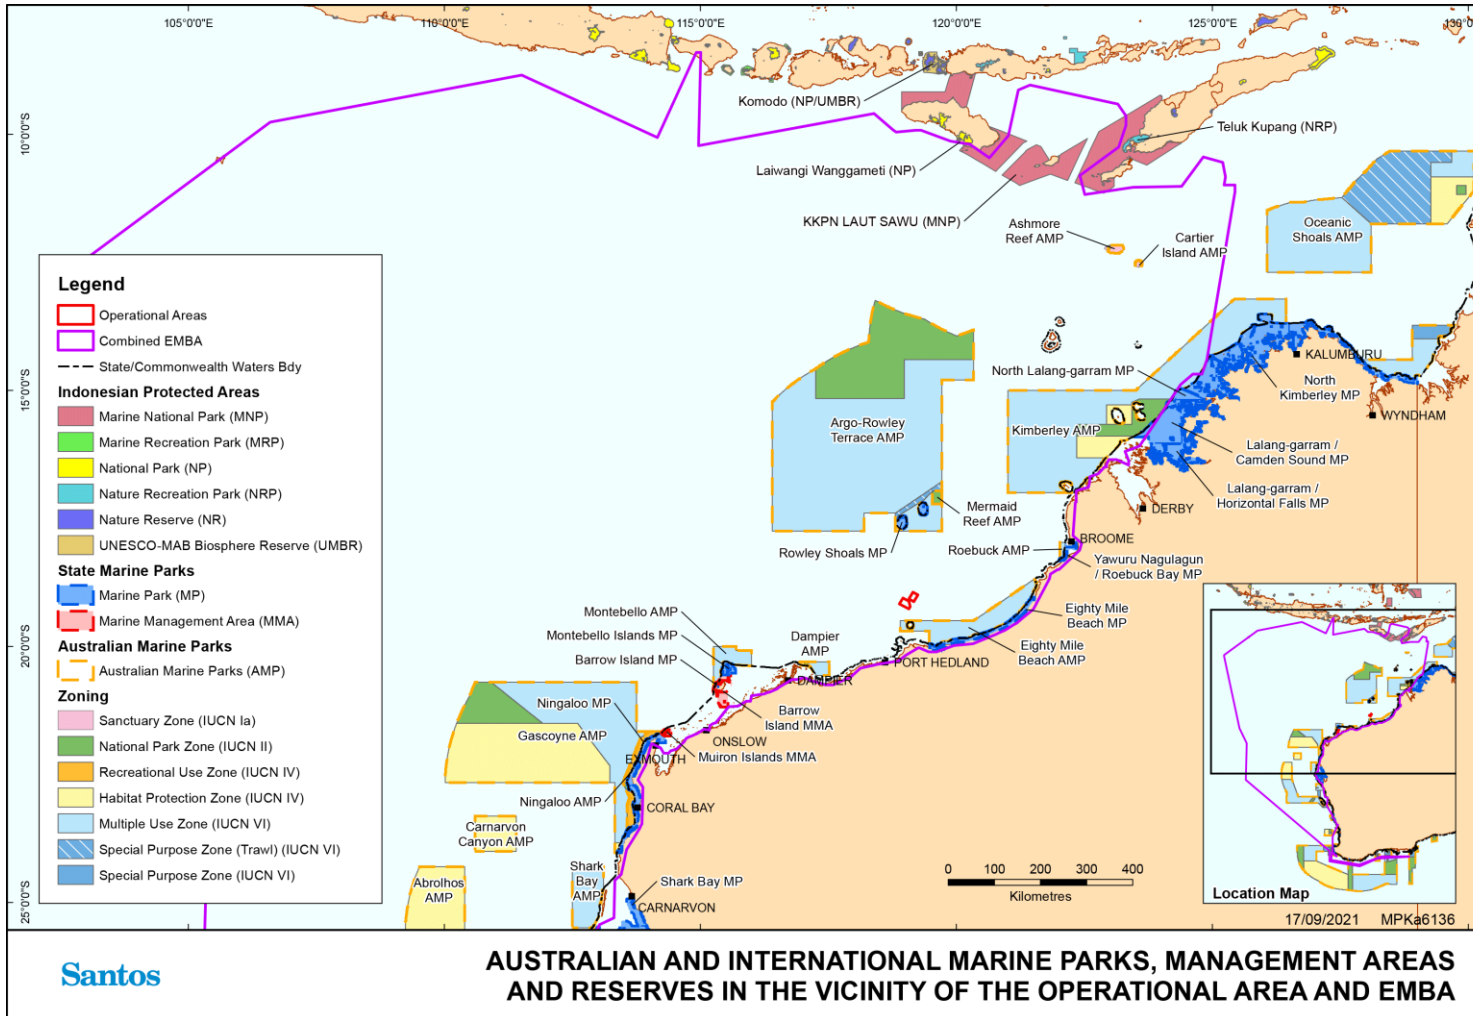 105°0'0"E
110°0'0"E
115°0'0"E
120°0'0"E
125°0'0"E
130°0'0"E
10°0'0"S
15°0'0"S
20°0'0"S
25°0'0"S
Komodo (NP/UMBR)
Teluk Kupang (NRP)
Laiwangi Wanggameti (NP)
KKPN LAUT SAWU (MNP)
Ashmore
Reef AMP
Cartier
Island AMP
Oceanic
Shoals AMP
North Lalang-garram MP
KALUMBURU
North
Kimberley MP
WYNDHAM
Argo-Rowley
Terrace AMP
Kimberley AMP
Lalang-garram /
Camden Sound MP
Lalang-garram /
Horizontal Falls MP
Mermaid
Reef AMP
DERBY
Rowley Shoals MP
BROOME
Roebuck AMP
Yawuru Nagulagun
/ Roebuck Bay MP
Montebello AMP
Montebello Islands MP
Barrow Island MP
Dampier
AMP
Eighty Mile
Beach MP
Eighty Mile
Beach AMP
PORT HEDLAND
DAMPIER
Ningaloo MP
Barrow
Island MMA
Gascoyne AMP
ONSLOW
EXMOUTH
Muiron Islands MMA
Ningaloo AMP
CORAL BAY
Carnarvon
Canyon AMP
Shark
Bay
AMP
Shark Bay MP
Abrolhos
AMP
CARNARVON
Legend
Operational Areas
Combined EMBA
State/Commonwealth Waters Bdy
Indonesian Protected Areas
Marine National Park (MNP)
Marine Recreation Park (MRP)
National Park (NP)
Nature Recreation Park (NRP)
Nature Reserve (NR)
UNESCO-MAB Biosphere Reserve (UMBR)
State Marine Parks
Marine Park (MP)
Marine Management Area (MMA)
Australian Marine Parks
Australian Marine Parks (AMP)
Zoning
Sanctuary Zone (IUCN Ia)
National Park Zone (IUCN II)
Recreational Use Zone (IUCN IV)
Habitat Protection Zone (IUCN IV)
Multiple Use Zone (IUCN VI)
Special Purpose Zone (Trawl) (IUCN VI)
Special Purpose Zone (IUCN VI)
0 100 200 300 400
Kilometres
Location Map
17/09/2021 MPKa6136
Santos
AUSTRALIAN AND INTERNATIONAL MARINE PARKS, MANAGEMENT AREAS
AND RESERVES IN THE VICINITY OF THE OPERATIONAL AREA AND EMBA